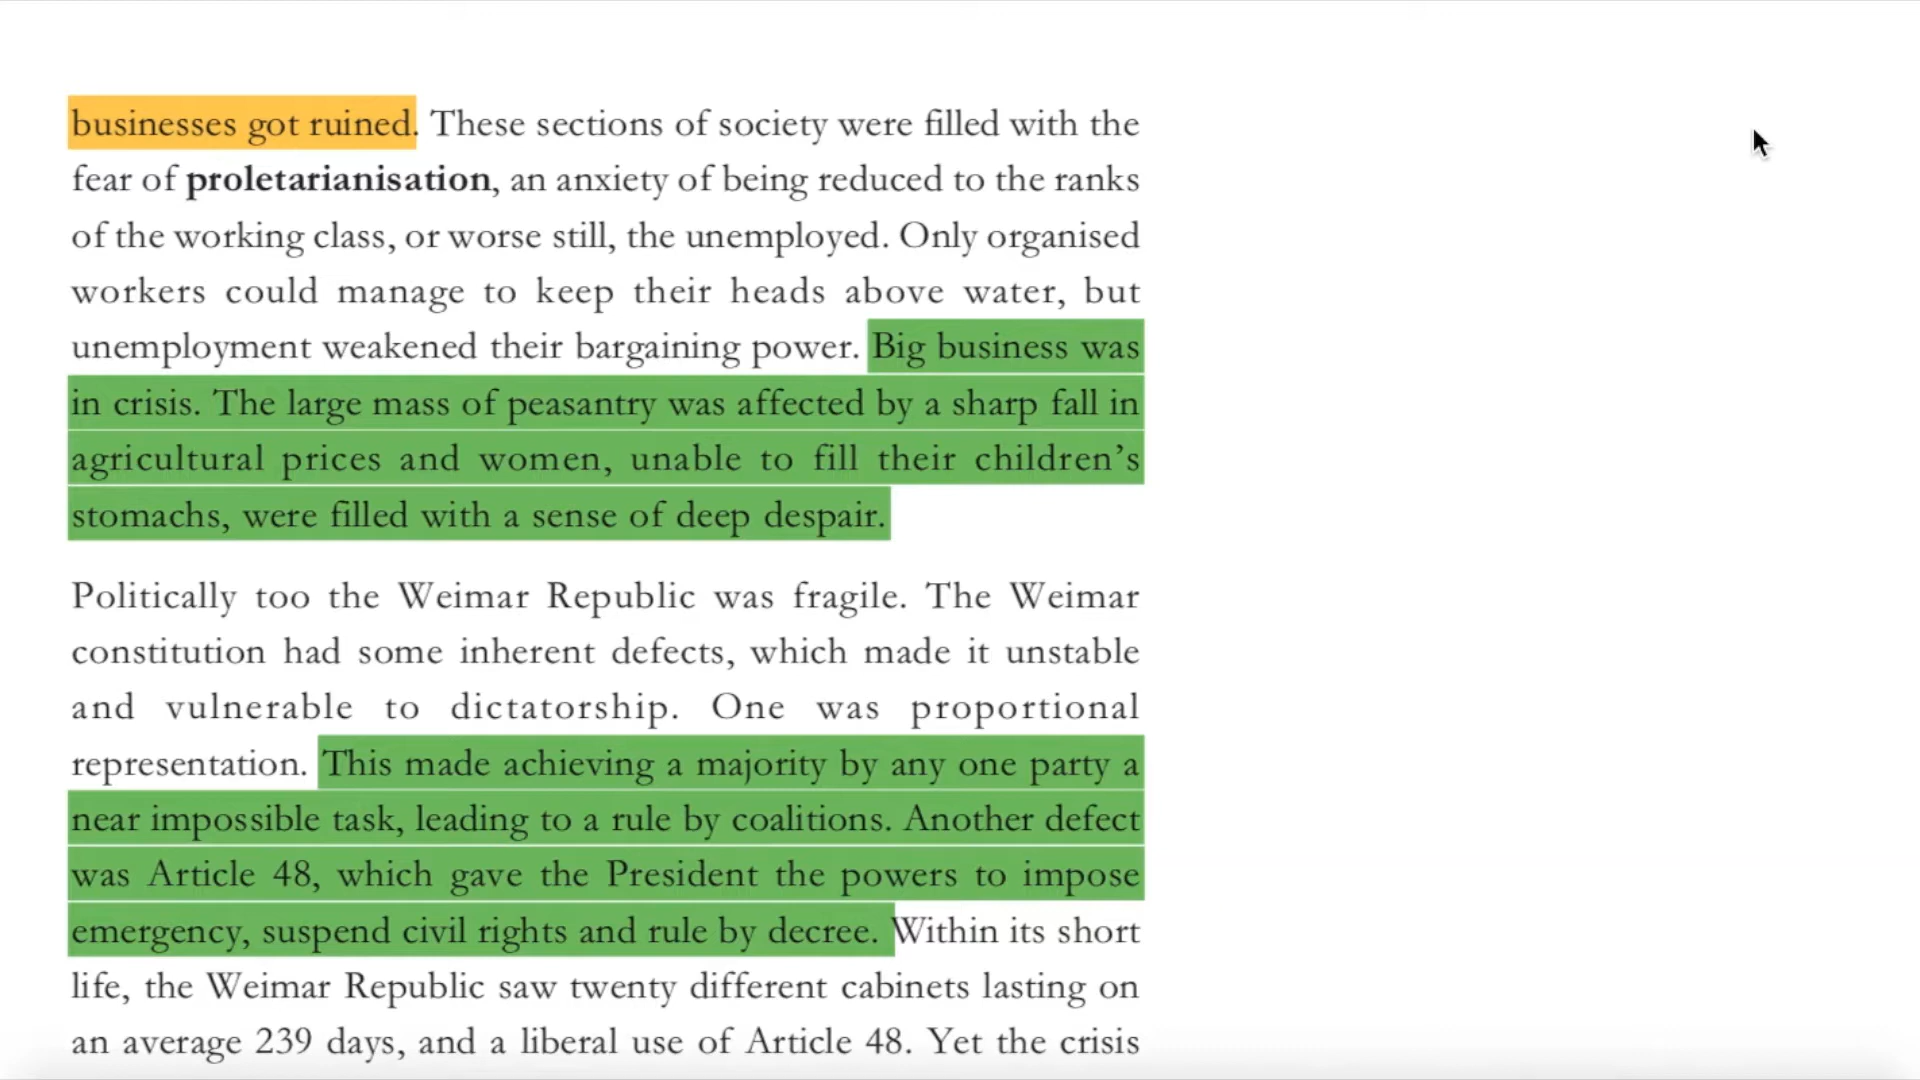 businesses got ruined. These sections of society were filled with the
fear of proletarianisation, an anxiety of being reduced to the ranks
of the working class, or worse still, the unemployed. Only organised
workers could manage to keep their heads above water, but
unemployment weakened their bargaining power. Big business was
in crisis. The large mass of peasantry was affected by a sharp fall in
agricultural prices and women, unable to fill their children’s
stomachs, were filled with a sense of deep despair.
Politically too the Weimar Republic was fragile. The Weimar
constitution had some inherent defects, which made it unstable
and vulnerable to dictatorship. One was proportional
representation. This made achieving a majority by any one party a
near impossible task, leading to a rule by coalitions. Another defect
was Article 48, which gave the President the powers to impose
emergency, suspend civil rights and rule by decree. Within its short
life, the Weimar Republic saw twenty different cabinets lasting on
an average 239 days, and a liberal use of Article 48. Yet the crisis